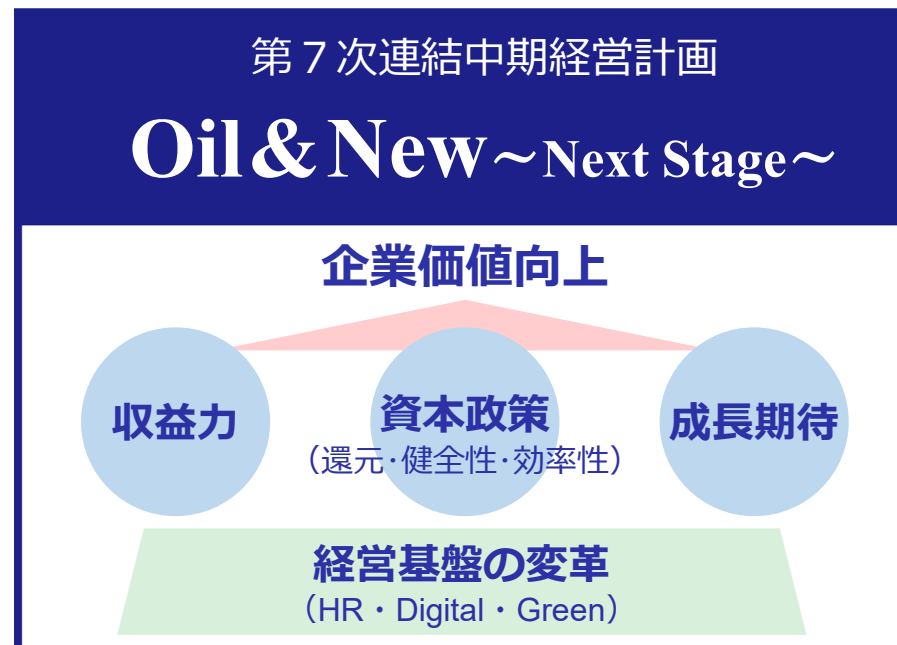 第７次連結中期経営計画
Oil＆New～Next Stage～
企業価値向上
収益力
資本政策
（還元･健全性･効率性）
成長期待
経営基盤の変革
（HR・Digital・Green）